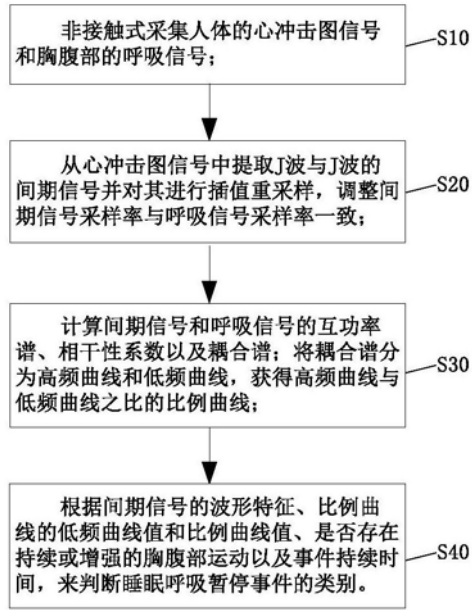 非接触式采集人体的心冲击图信号
和胸腹部的呼吸信号；
S10
从心冲击图信号中提取J波与J波的
间期信号并对其进行插值重采样，调整间
期信号采样率与呼吸信号采样率一致；
S20
计算间期信号和呼吸信号的互功率
谱、相干性系数以及耦合谱；将耦合谱分
为高频曲线和低频曲线，获得高频曲线与
低频曲线之比的比例曲线；
S30
根据间期信号的波形特征、比例曲
线的低频曲线值和比例曲线值、是否存在
持续或增强的胸腹部运动以及事件持续时
间，来判断睡眠呼吸暂停事件的类别。
S40